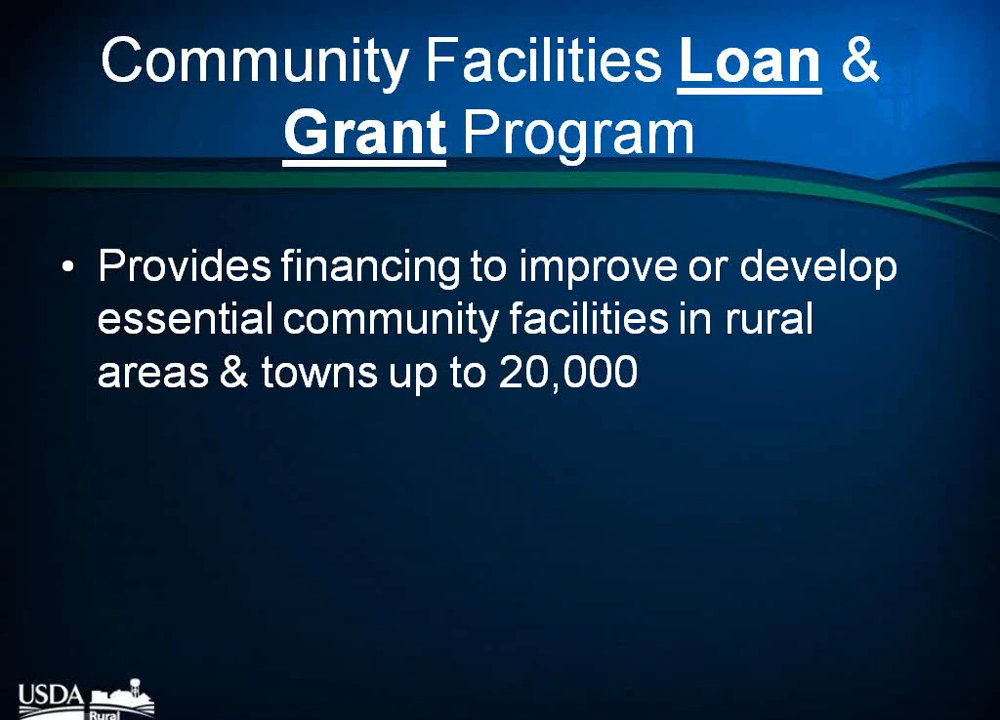 Community Facilities Loan &
Grant Program
• Provides financing to improve or develop
essential community facilities in rural
areas & towns up to 20,000
USDA
Rural